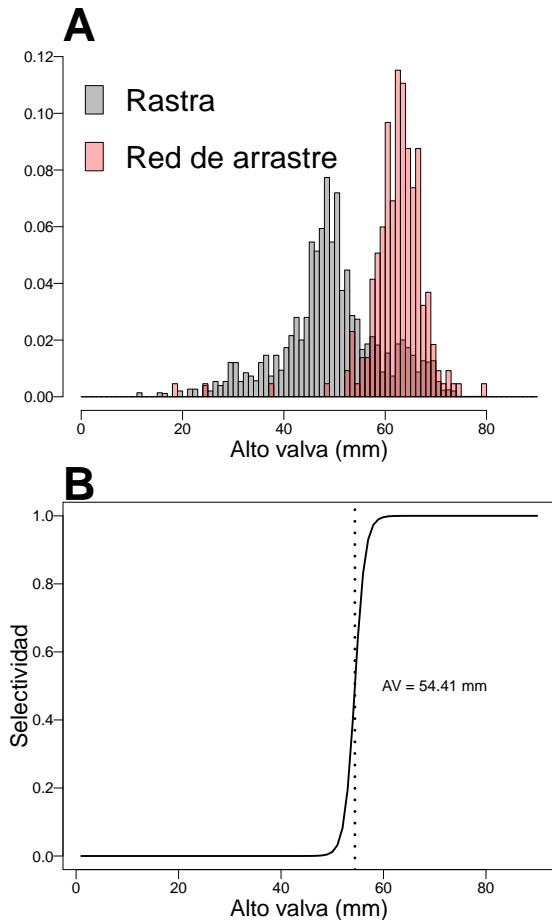 A
0.12
0.10
0.08
0.06
0.04
0.02
0.00
Rastra
Red de arrastre
0 20 40 60 80
Alto valva (mm)
B
1.0
0.8
0.6
0.4
0.2
0.0
Selectividad
AV = 54.41 mm
0 20 40 60 80
Alto valva (mm)